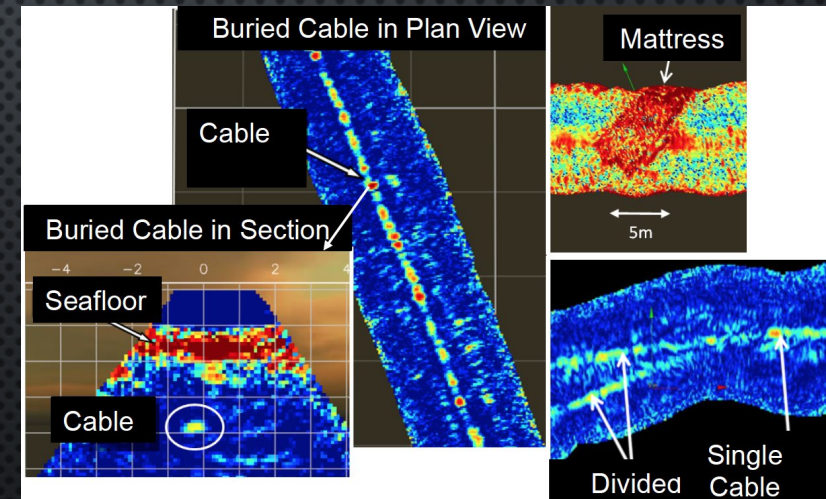 Buried Cable in Plan View
Cable
Buried Cable in Section
-4 -2 0 2 4
Seafloor
Cable
Mattress
5m
Divided
Single
Cable